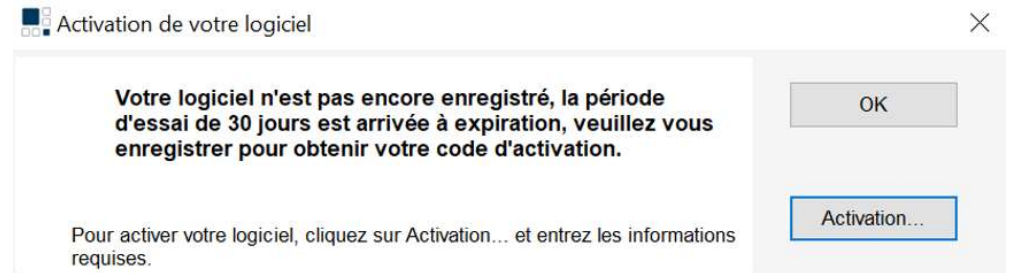 Activation de votre logiciel
Votre logiciel n'est pas encore enregistré, la période
d'essai de 30 jours est arrivée à expiration, veuillez vous
enregistrer pour obtenir votre code d'activation.
OK
Activation...
Pour activer votre logiciel, cliquez sur Activation... et entrez les informations
requises.